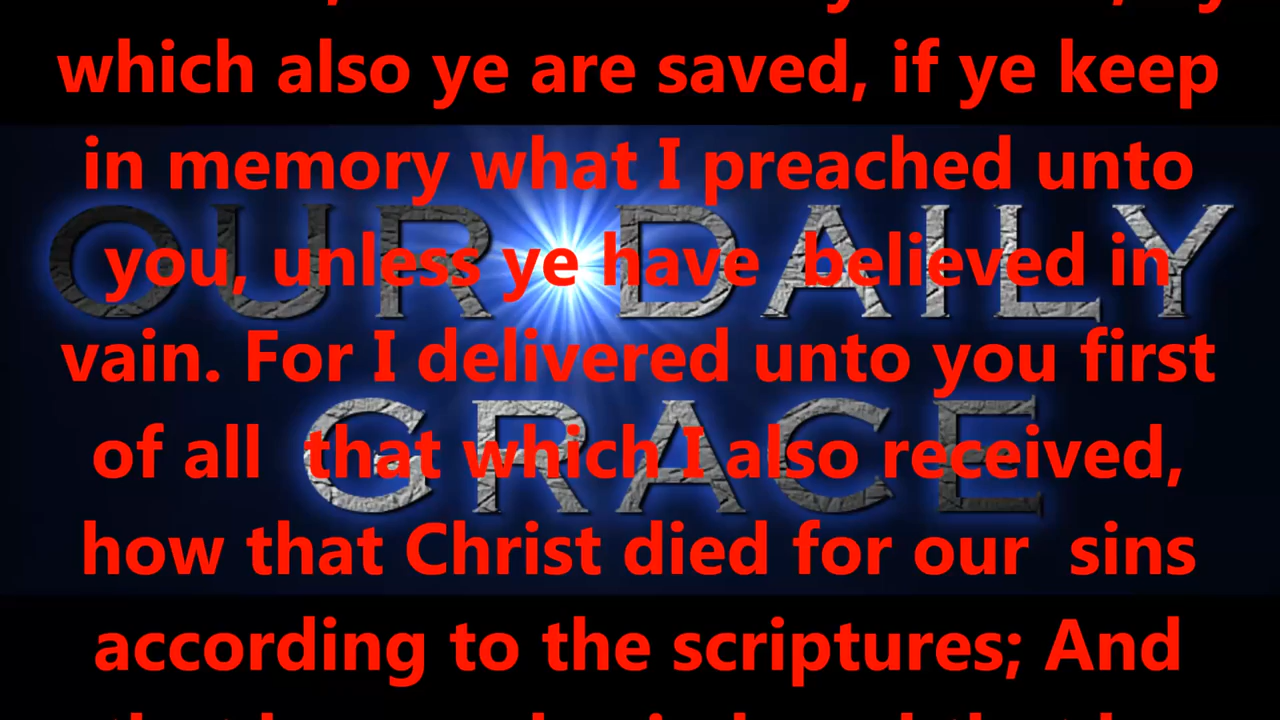 which also ye are saved, if ye keep
in memory what I preached unto
you, unless ye have believed in
vain. For I delivered unto you first
of all that which I also received,
how that Christ died for our sins
according to the scriptures; And
OUR DAILY
GRACE